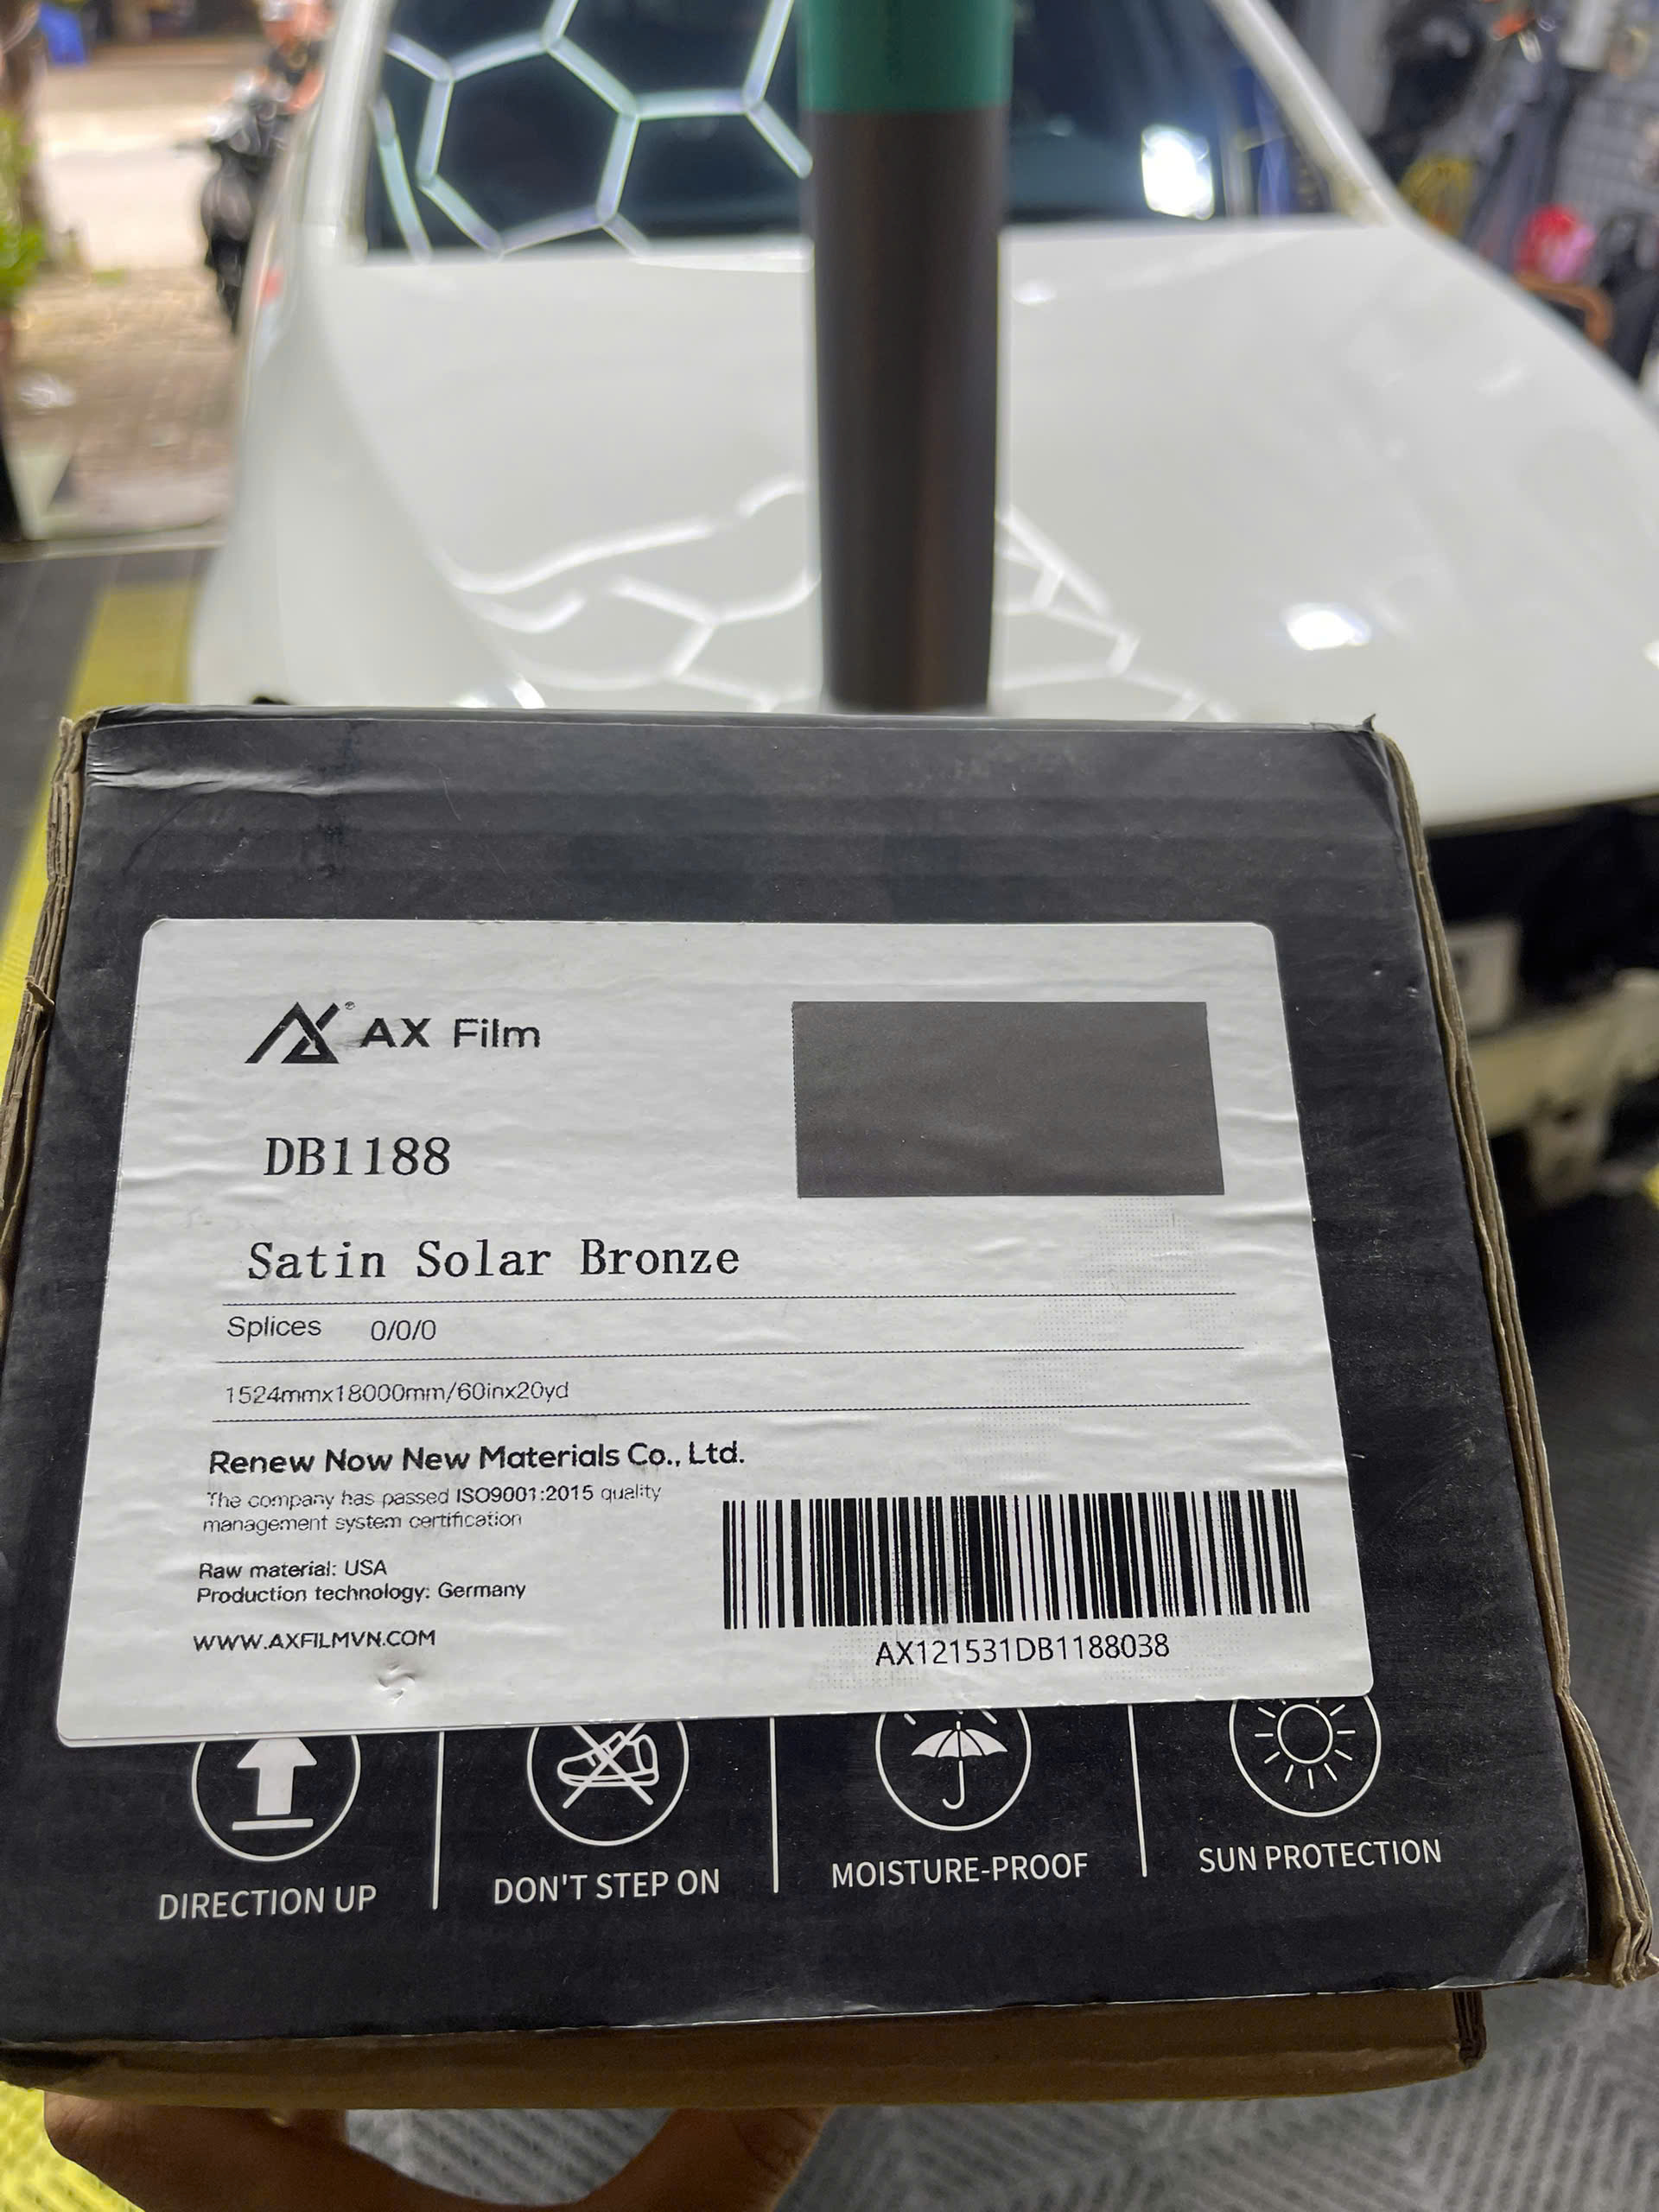 AX Film
DB1188
Satin Solar Bronze
Splices 0/0/0
1524mmx18000mm/60inx20yd
Renew Now New Materials Co., Ltd.
The company has passed ISO9001:2015 quality
management system certification
Raw material: USA
Production technology: Germany
WWW.AXFILMVN.COM
AX121531DB1188038
DIRECTION UP
DON'T STEP ON
MOISTURE-PROOF
SUN PROTECTION